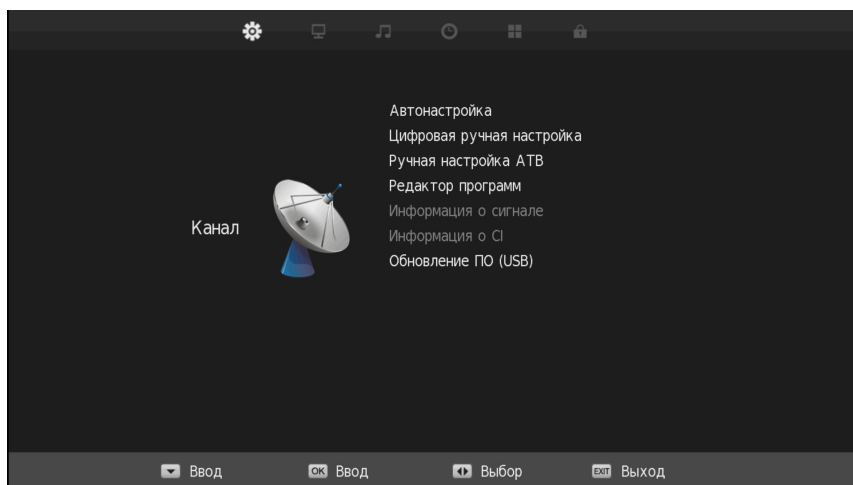 Автонастройка
Цифровая ручная настройка
Ручная настройка АТВ
Редактор программ
Информация о сигнале
Информация о CI
Обновление ПО (USB)
Канал
Ввод
OK Ввод
Выбор
EXIT Выход